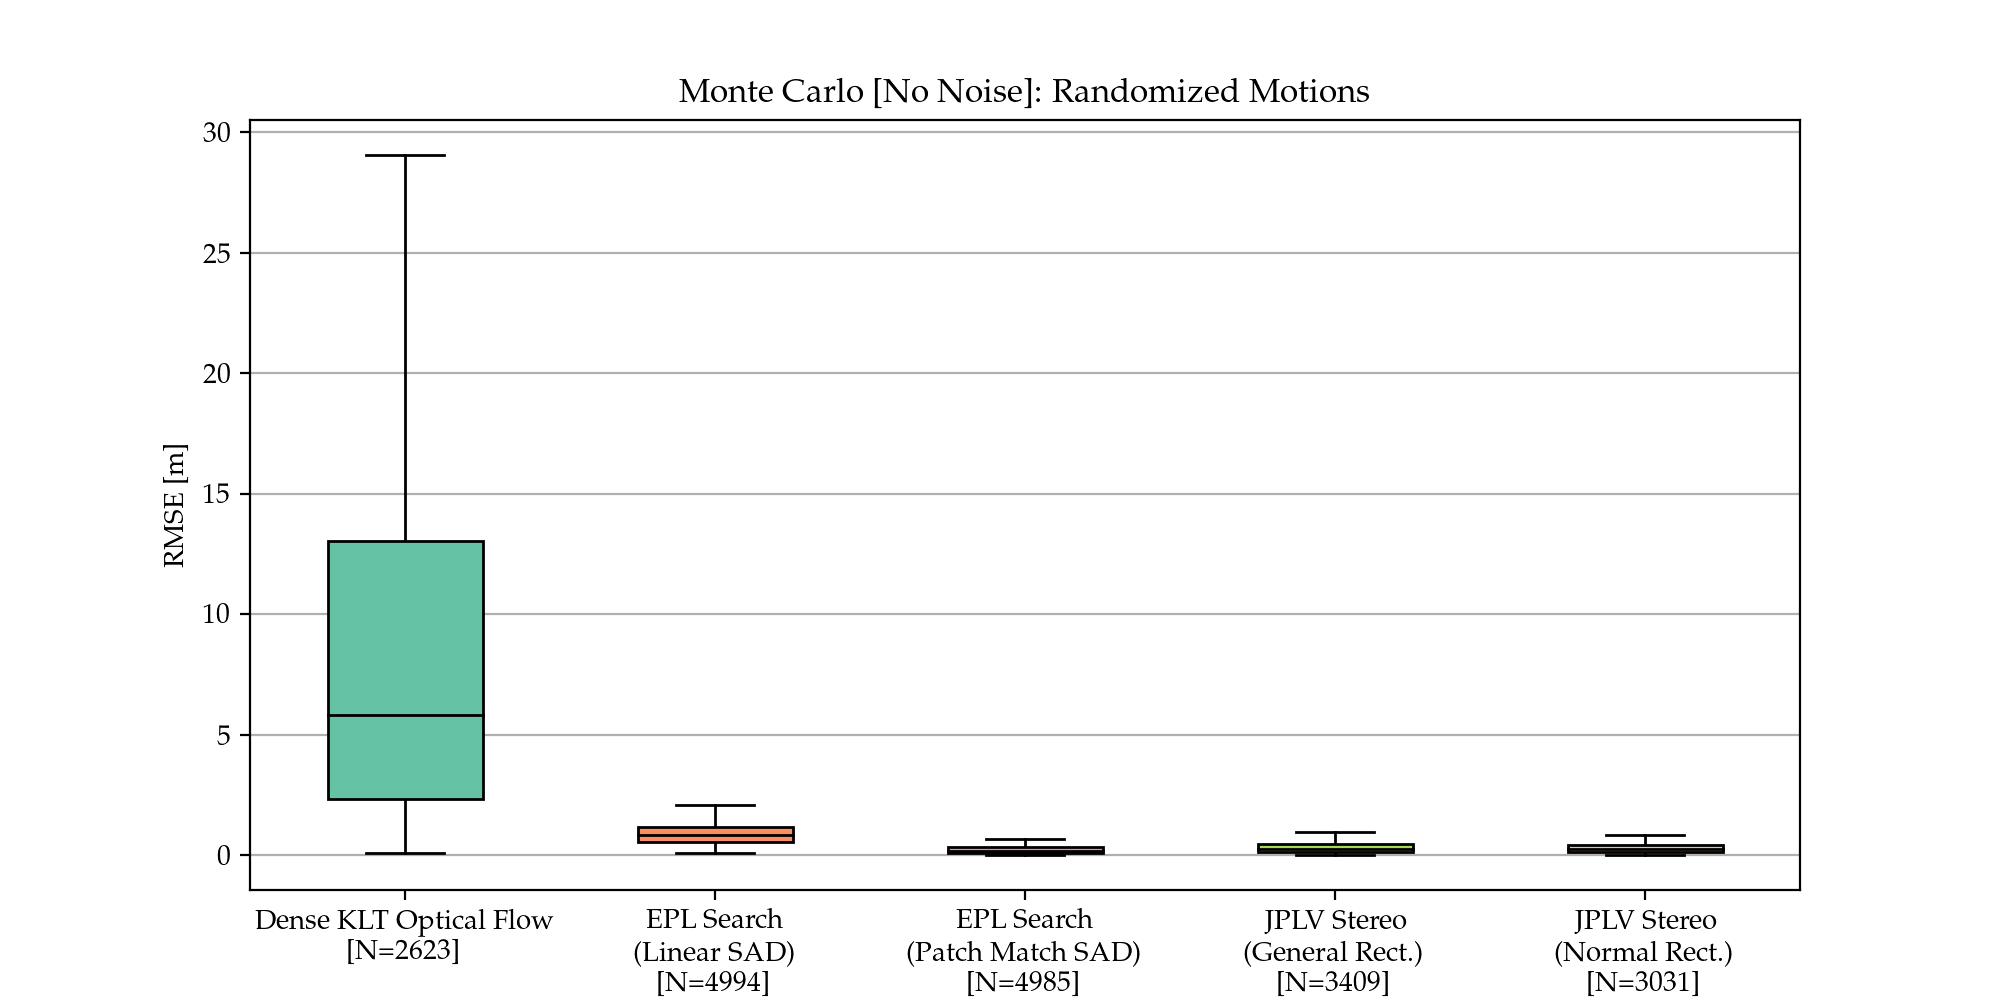 Monte Carlo [No Noise]: Randomized Motions
RMSE [m]
30
25
20
15
10
5
0
Dense KLT Optical Flow
[N=2623]
EPL Search
(Linear SAD)
[N=4994]
EPL Search
(Patch Match SAD)
[N=4985]
JPLV Stereo
(General Rect.)
[N=3409]
JPLV Stereo
(Normal Rect.)
[N=3031]